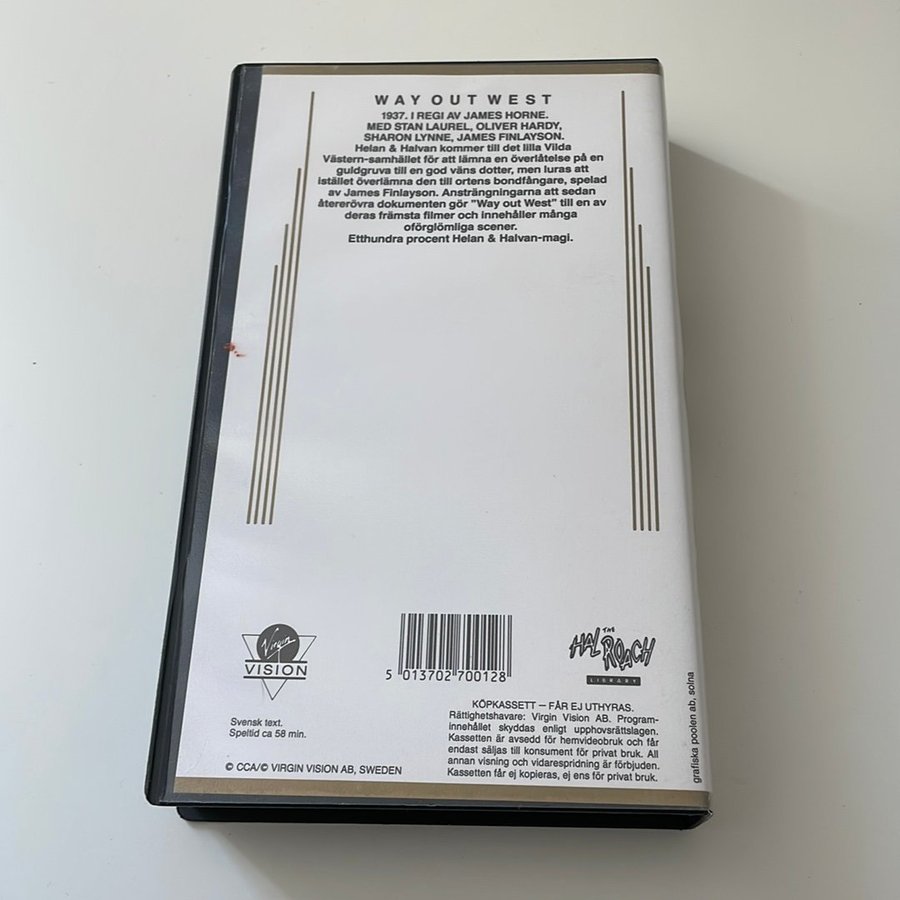 WAY OUT WEST
1937. I REGI AV JAMES HORNE.
MED STAN LAUREL, OLIVER HARDY,
SHARON LYNNE, JAMES FINLAYSON.
Helan & Halvan kommer till det lilla Vilda
Västern-samhället för att lämna en överlåtelse på en
guldgruva till en god väns dotter, men luras att
istället överlämna den till ortens bondfångare, spelad
av James Finlayson. Ansträngningarna att sedan
återerövra dokumenten gör "Way out West" till en av
deras främsta filmer och innehåller många
oförglömliga scener.
Etthundra procent Helan & Halvan-magi.
Virgin
VISION
5 013702 700128
THE
HAL ROACH
LIBRARY
Svensk text.
Speltid ca 58 min.
© CCA/© VIRGIN VISION AB, SWEDEN
KÖPKASSETT – FÅR EJ UTHYRAS.
Rättighetshavare: Virgin Vision AB. Program-
innehållet skyddas enligt upphovsrättslagen.
Kassetten är avsedd för hemvideobruk och får
endast säljas till konsument för privat bruk. All
annan visning och vidarespridning är förbjuden.
Kassetten får ej kopieras, ej ens för privat bruk.
grafiska poolen ab, solna